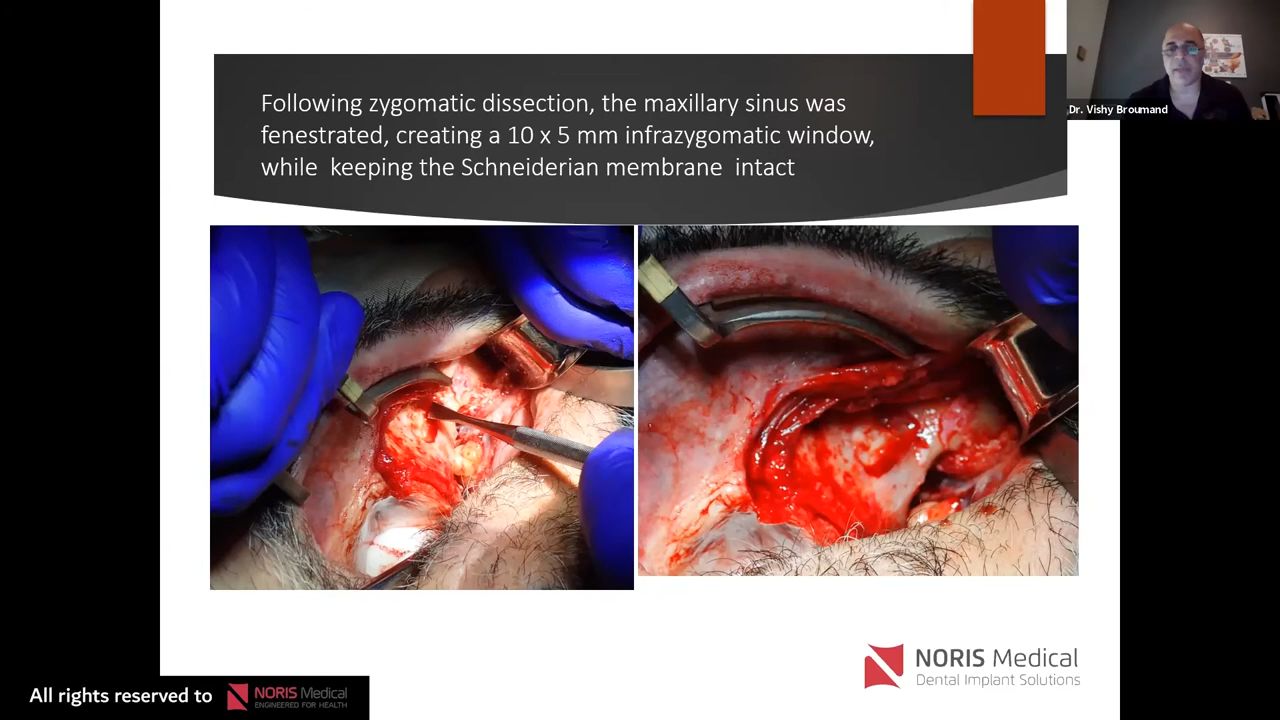 Following zygomatic dissection, the maxillary sinus was
fenestrated, creating a 10 x 5 mm infrazygomatic window,
while  keeping the Schneiderian membrane  intact
Dr. Vishy Broumand
NORIS Medical
Dental Implant Solutions
All rights reserved to
NORIS Medical
ENGINEERED FOR HEALTH